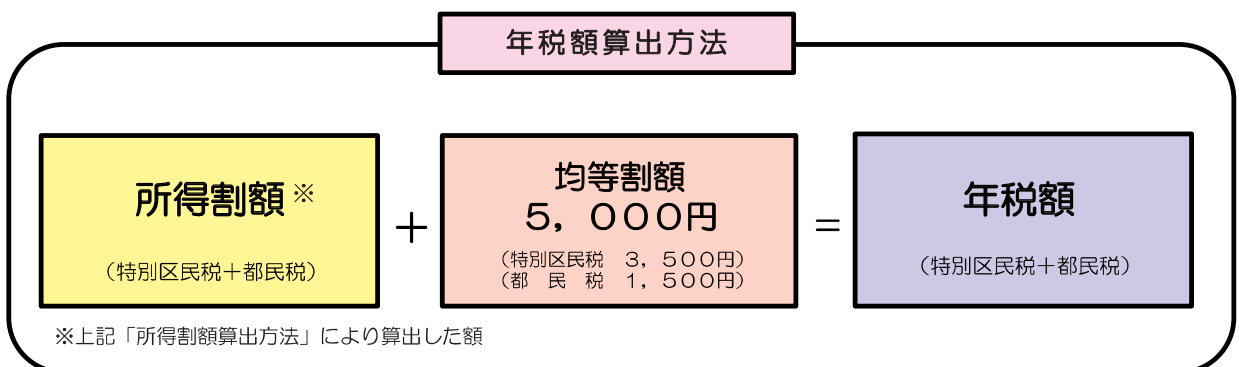 年税額算出方法
所得割額※
（特別区民税＋都民税）
＋
均等割額
５，０００円
（特別区民税　３，５００円）
（都　民　税　１，５００円）
＝
年税額
（特別区民税＋都民税）
※上記「所得割額算出方法」により算出した額